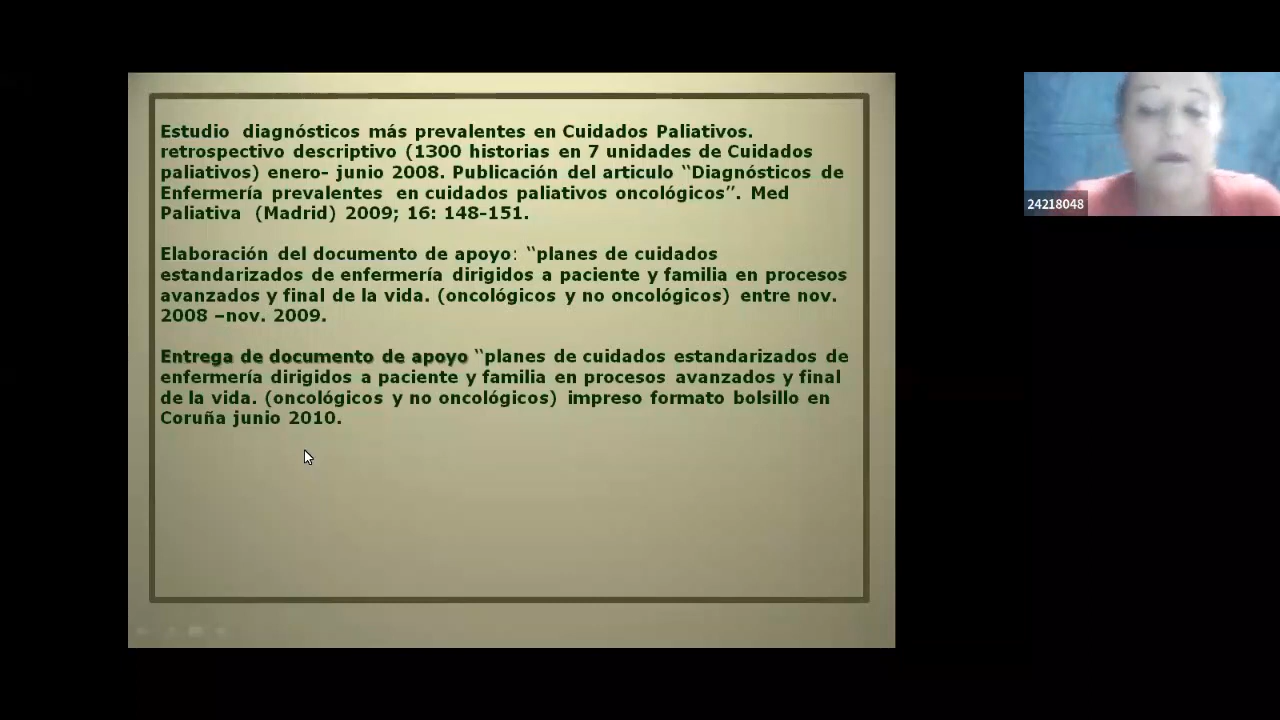 Estudio diagnósticos más prevalentes en Cuidados Paliativos.
retrospectivo descriptivo (1300 historias en 7 unidades de Cuidados
paliativos) enero- junio 2008. Publicación del articulo “Diagnósticos de
Enfermería prevalentes en cuidados paliativos oncológicos”. Med
Paliativa (Madrid) 2009; 16: 148-151.
Elaboración del documento de apoyo: “planes de cuidados
estandarizados de enfermería dirigidos a paciente y familia en procesos
avanzados y final de la vida. (oncológicos y no oncológicos) entre nov.
2008 –nov. 2009.
Entrega de documento de apoyo “planes de cuidados estandarizados de
enfermería dirigidos a paciente y familia en procesos avanzados y final
de la vida. (oncológicos y no oncológicos) impreso formato bolsillo en
Coruña junio 2010.
24218048